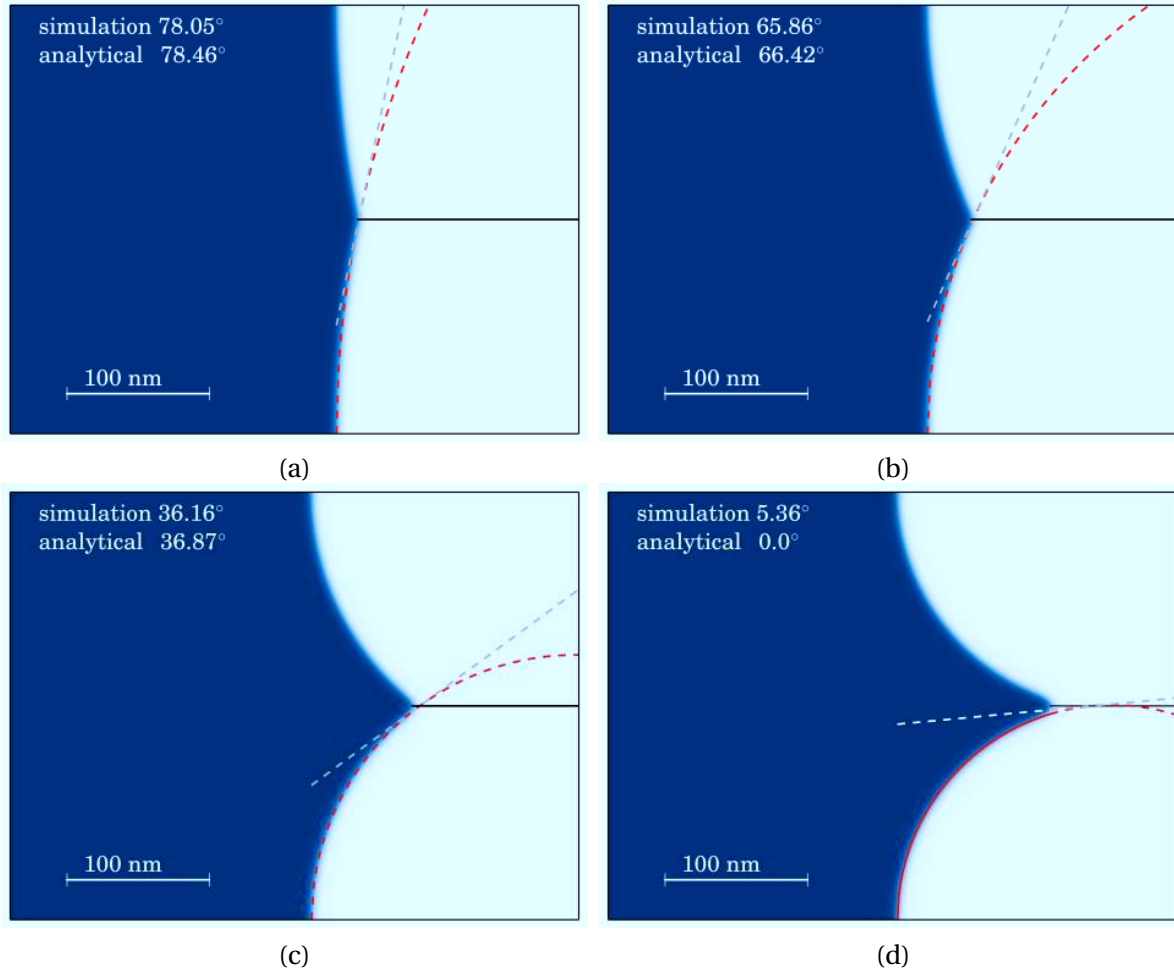 simulation 78.05°
analytical 78.46°
100 nm
(a)
simulation 65.86°
analytical 66.42°
100 nm
(b)
simulation 36.16°
analytical 36.87°
100 nm
(c)
simulation 5.36°
analytical 0.0°
100 nm
(d)